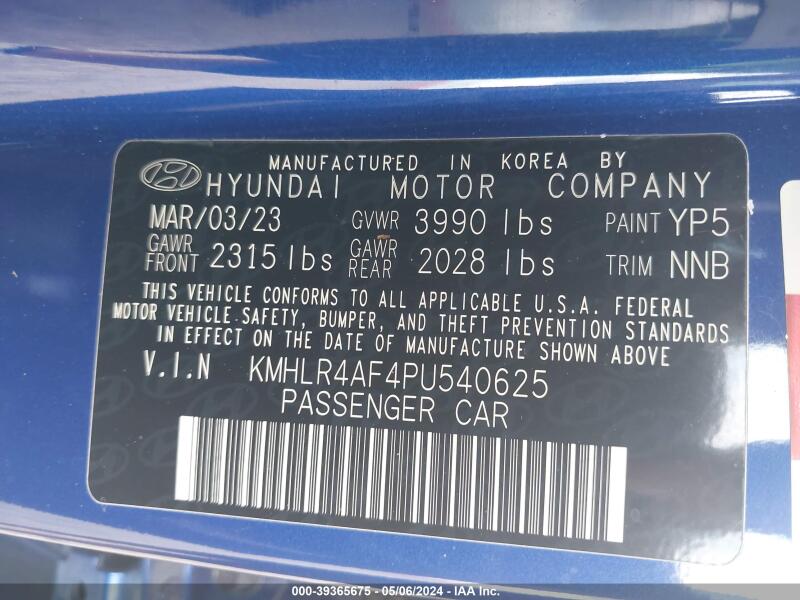 MANUFACTURED IN KOREA BY
HYUNDAI MOTOR COMPANY
MAR/03/23 GVWR 3990 lbs PAINT YP5
GAWR FRONT 2315 lbs GAWR REAR 2028 lbs TRIM NNB
THIS VEHICLE CONFORMS TO ALL APPLICABLE U.S.A. FEDERAL
MOTOR VEHICLE SAFETY, BUMPER, AND THEFT PREVENTION STANDARDS
IN EFFECT ON THE DATE OF MANUFACTURE SHOWN ABOVE
V.I.N KMHLR4AF4PU540625
PASSENGER CAR
000-39365675 - 05/06/2024 - IAA Inc.